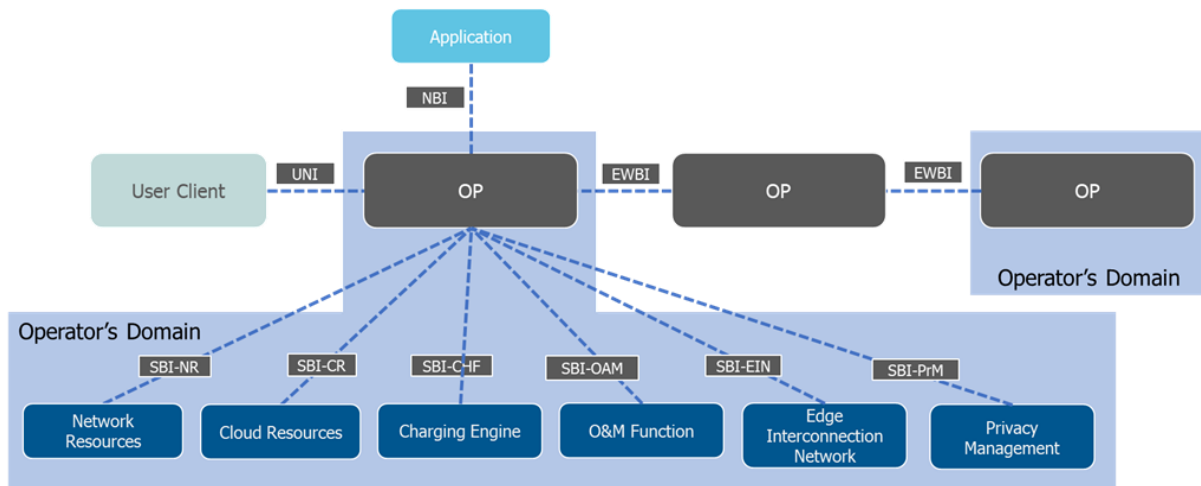 Application
NBI
User Client
UNI
OP
EWBI
OP
EWBI
OP
Operator's Domain
Operator's Domain
SBI-NR
SBI-CR
SBI-CHF
SBI-OAM
SBI-EIN
SBI-PrM
Network
Resources
Cloud Resources
Charging Engine
O&M Function
Edge
Interconnection
Network
Privacy
Management